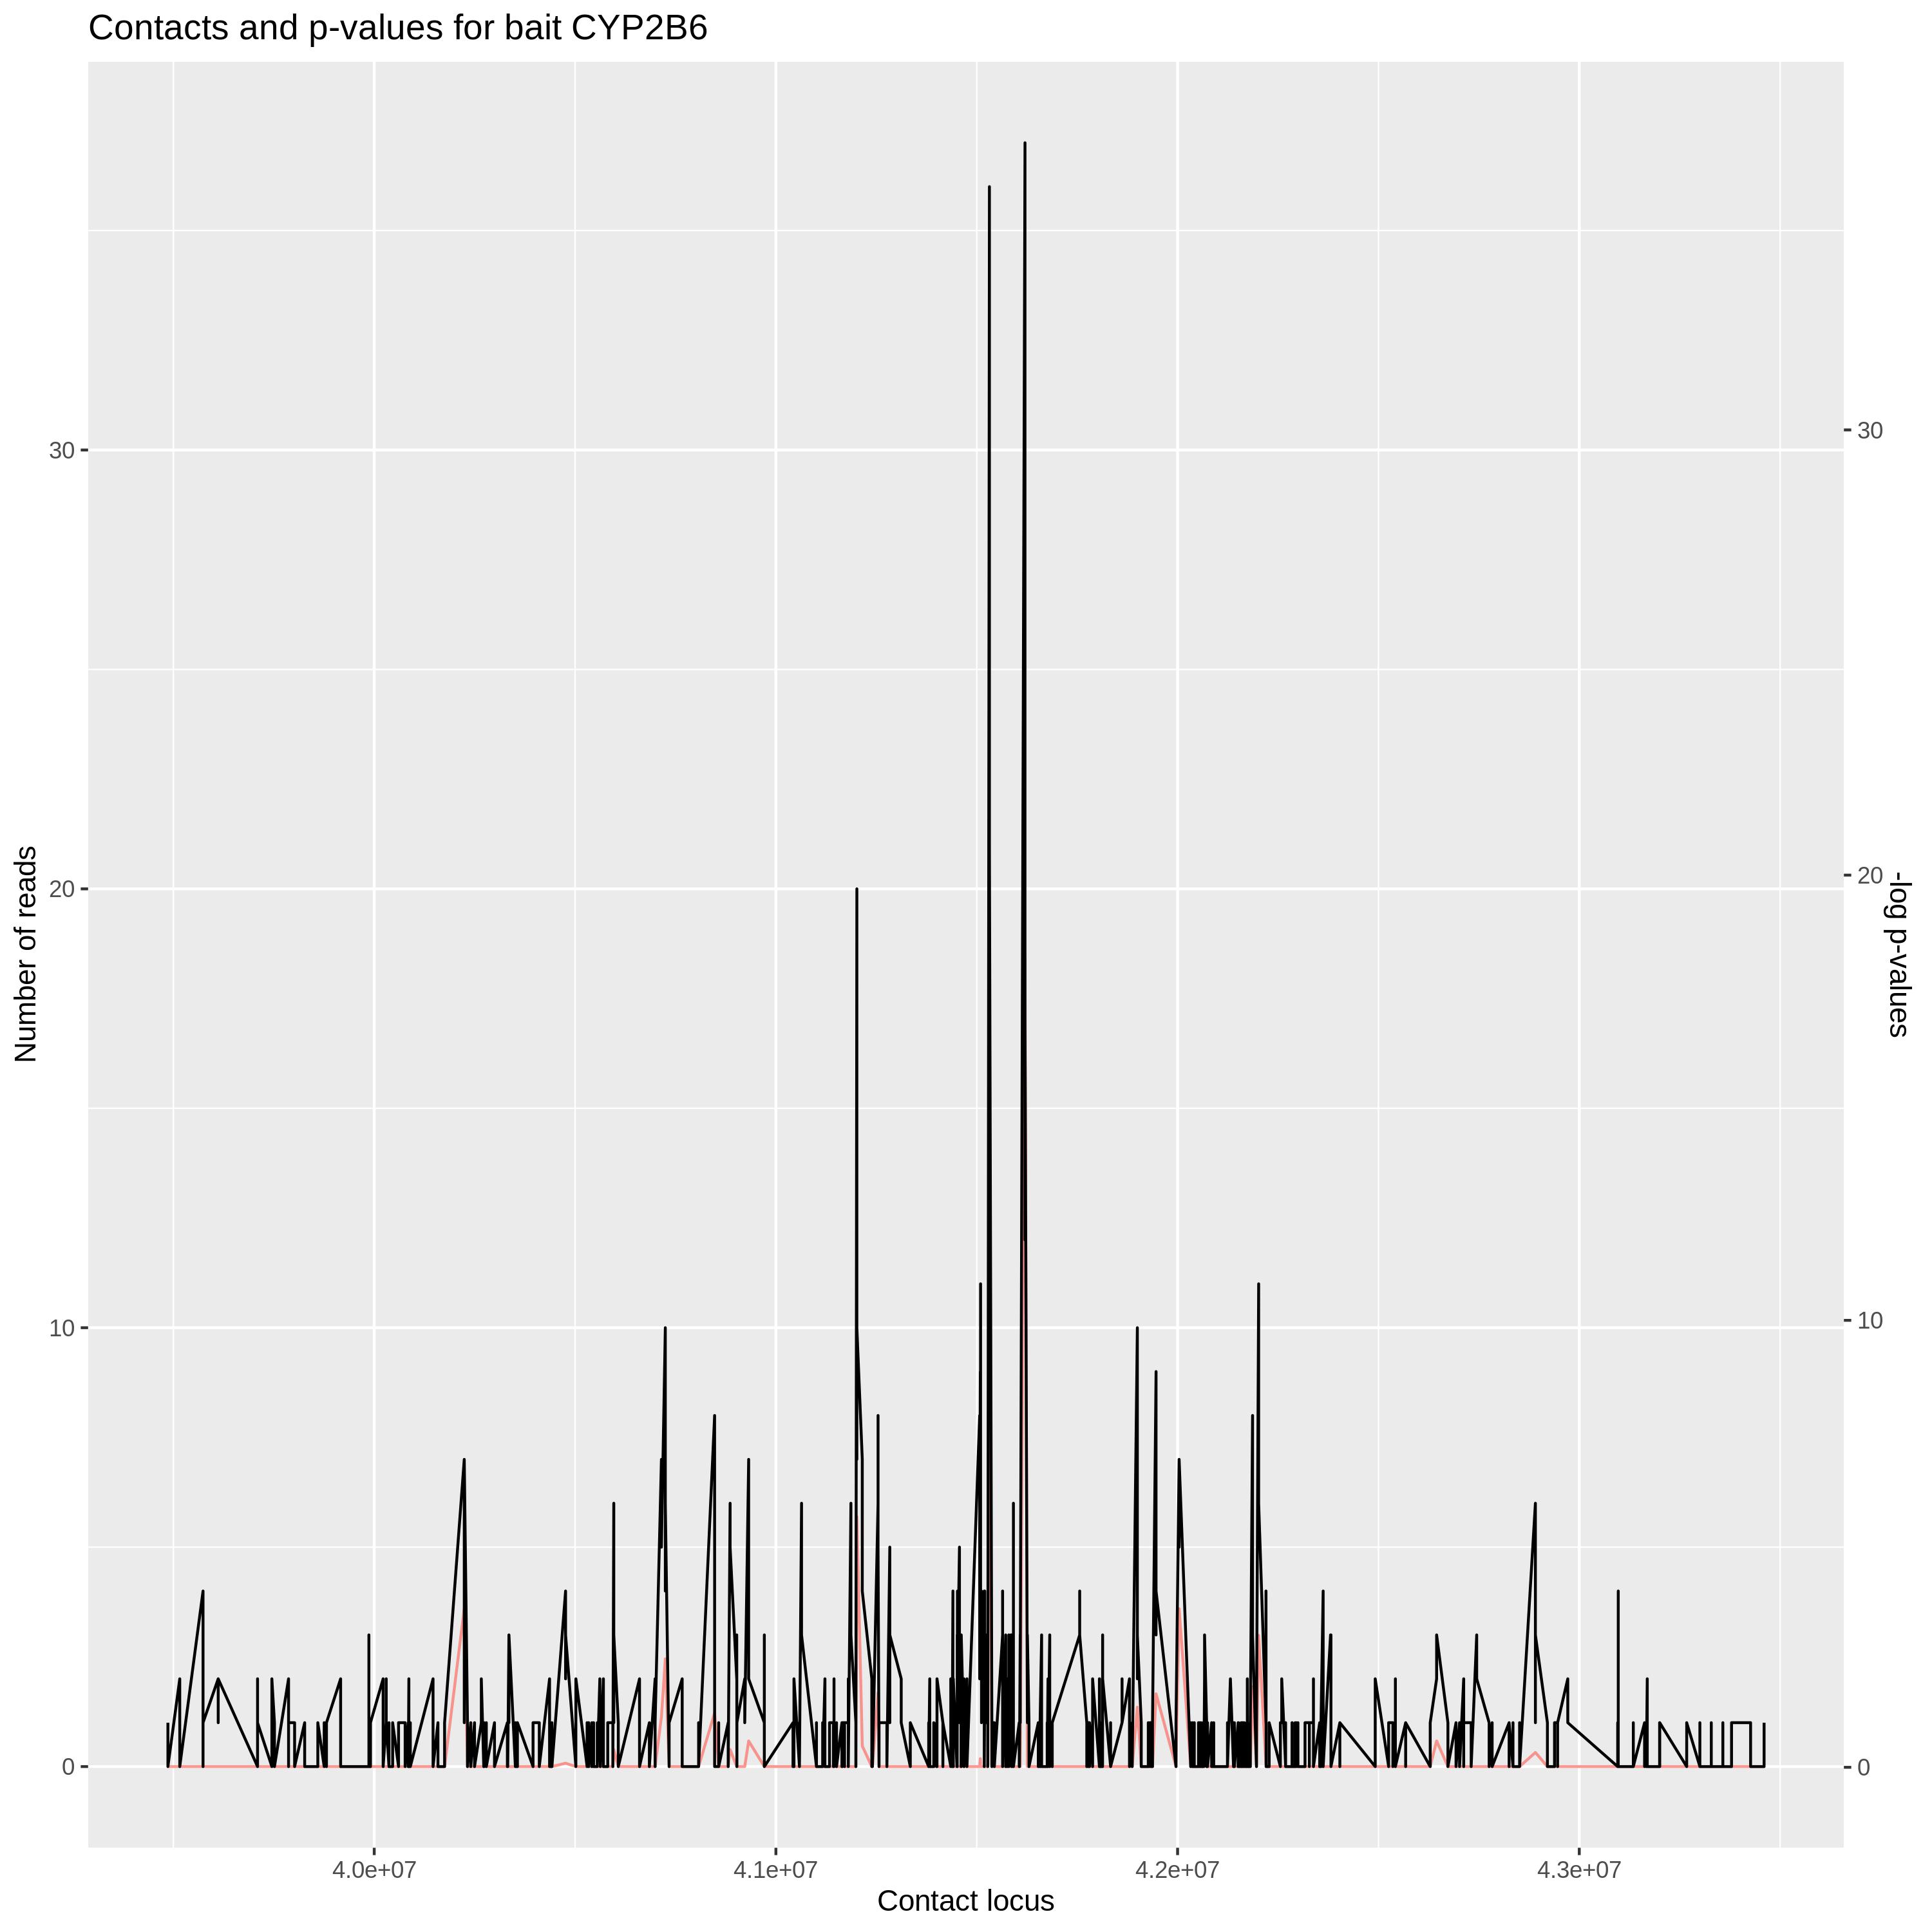 Contacts and p-values for bait CYP2B6
Number of reads
30
20
10
0
30
20
10
0
-log p-values
4.0e+07
4.1e+07
4.2e+07
4.3e+07
Contact locus